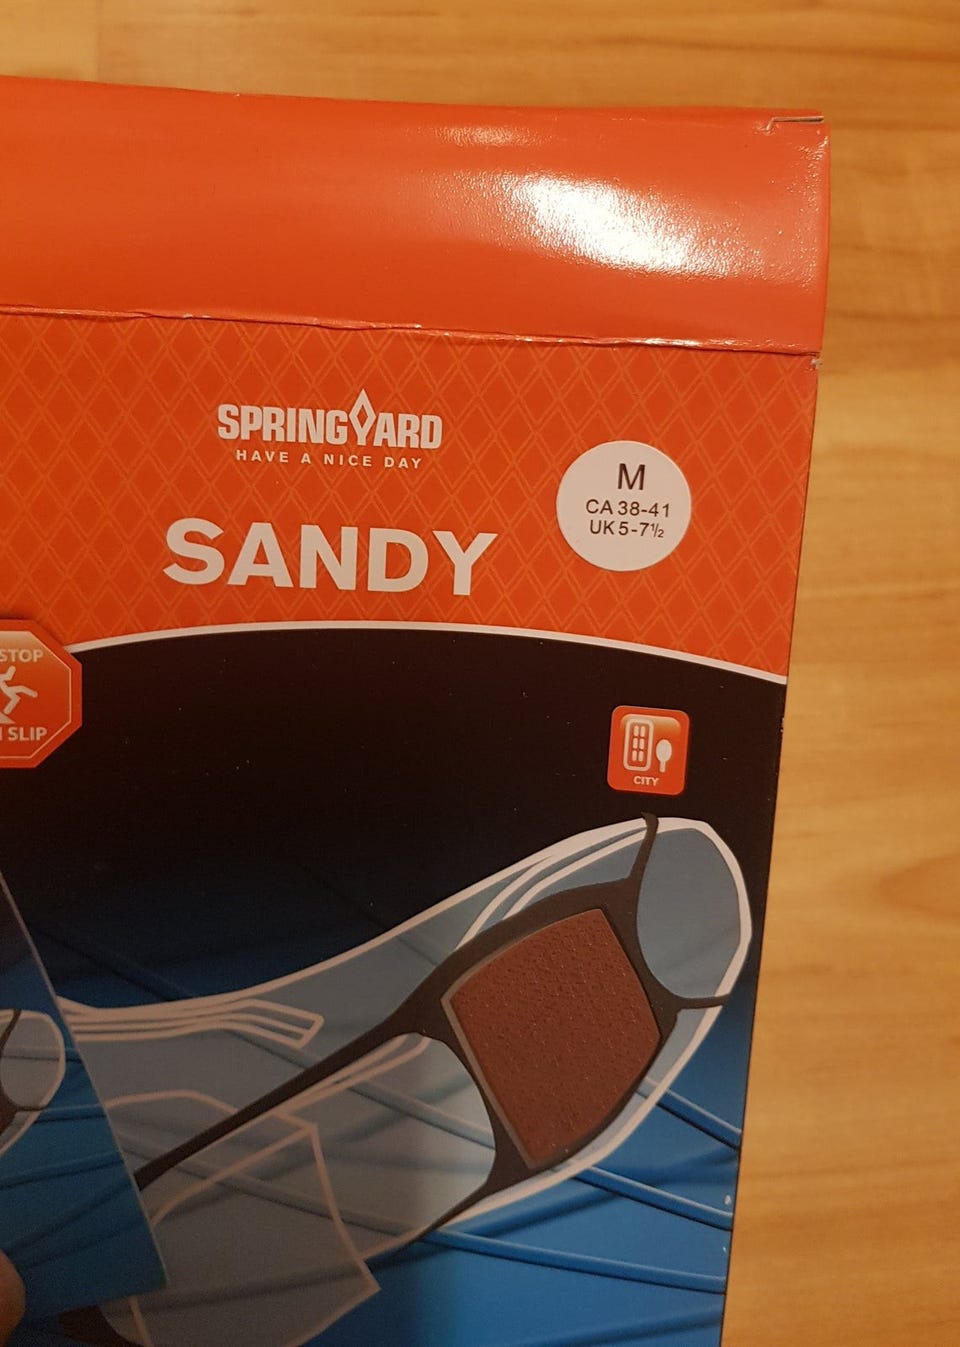 SPRINGYARD
HAVE A NICE DAY
SANDY
M
CA 38-41
UK 5-7½
STOP
SLIP
CITY